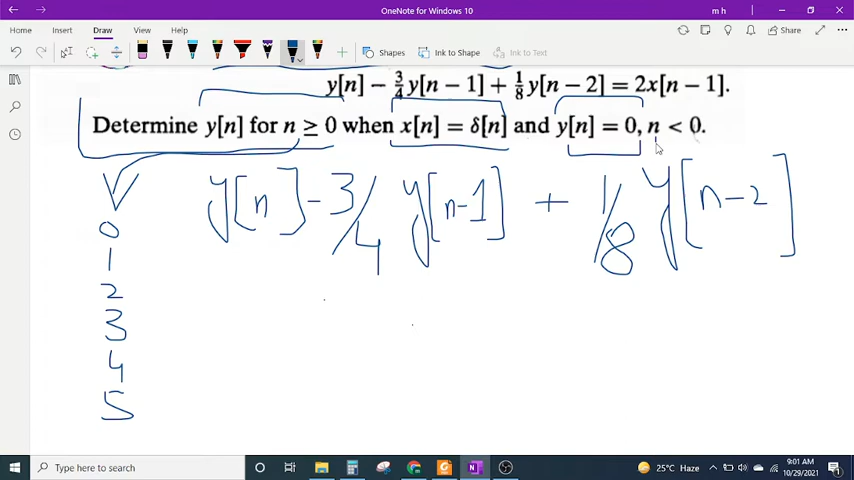 OneNote for Windows 10
m h
Home Insert Draw View Help
Share
Shapes Ink to Shape Ink to Text
y[n] − 3/4 y[n − 1] + 1/8 y[n − 2] = 2x[n − 1].
Determine y[n] for n ≥ 0 when x[n] = δ[n] and y[n] = 0, n < 0.
y[n] - 3/4 y[n-1] + 1/8 y[n-2]
0
1
2
3
4
5
Type here to search
25°C Haze
9:01 AM
10/29/2021